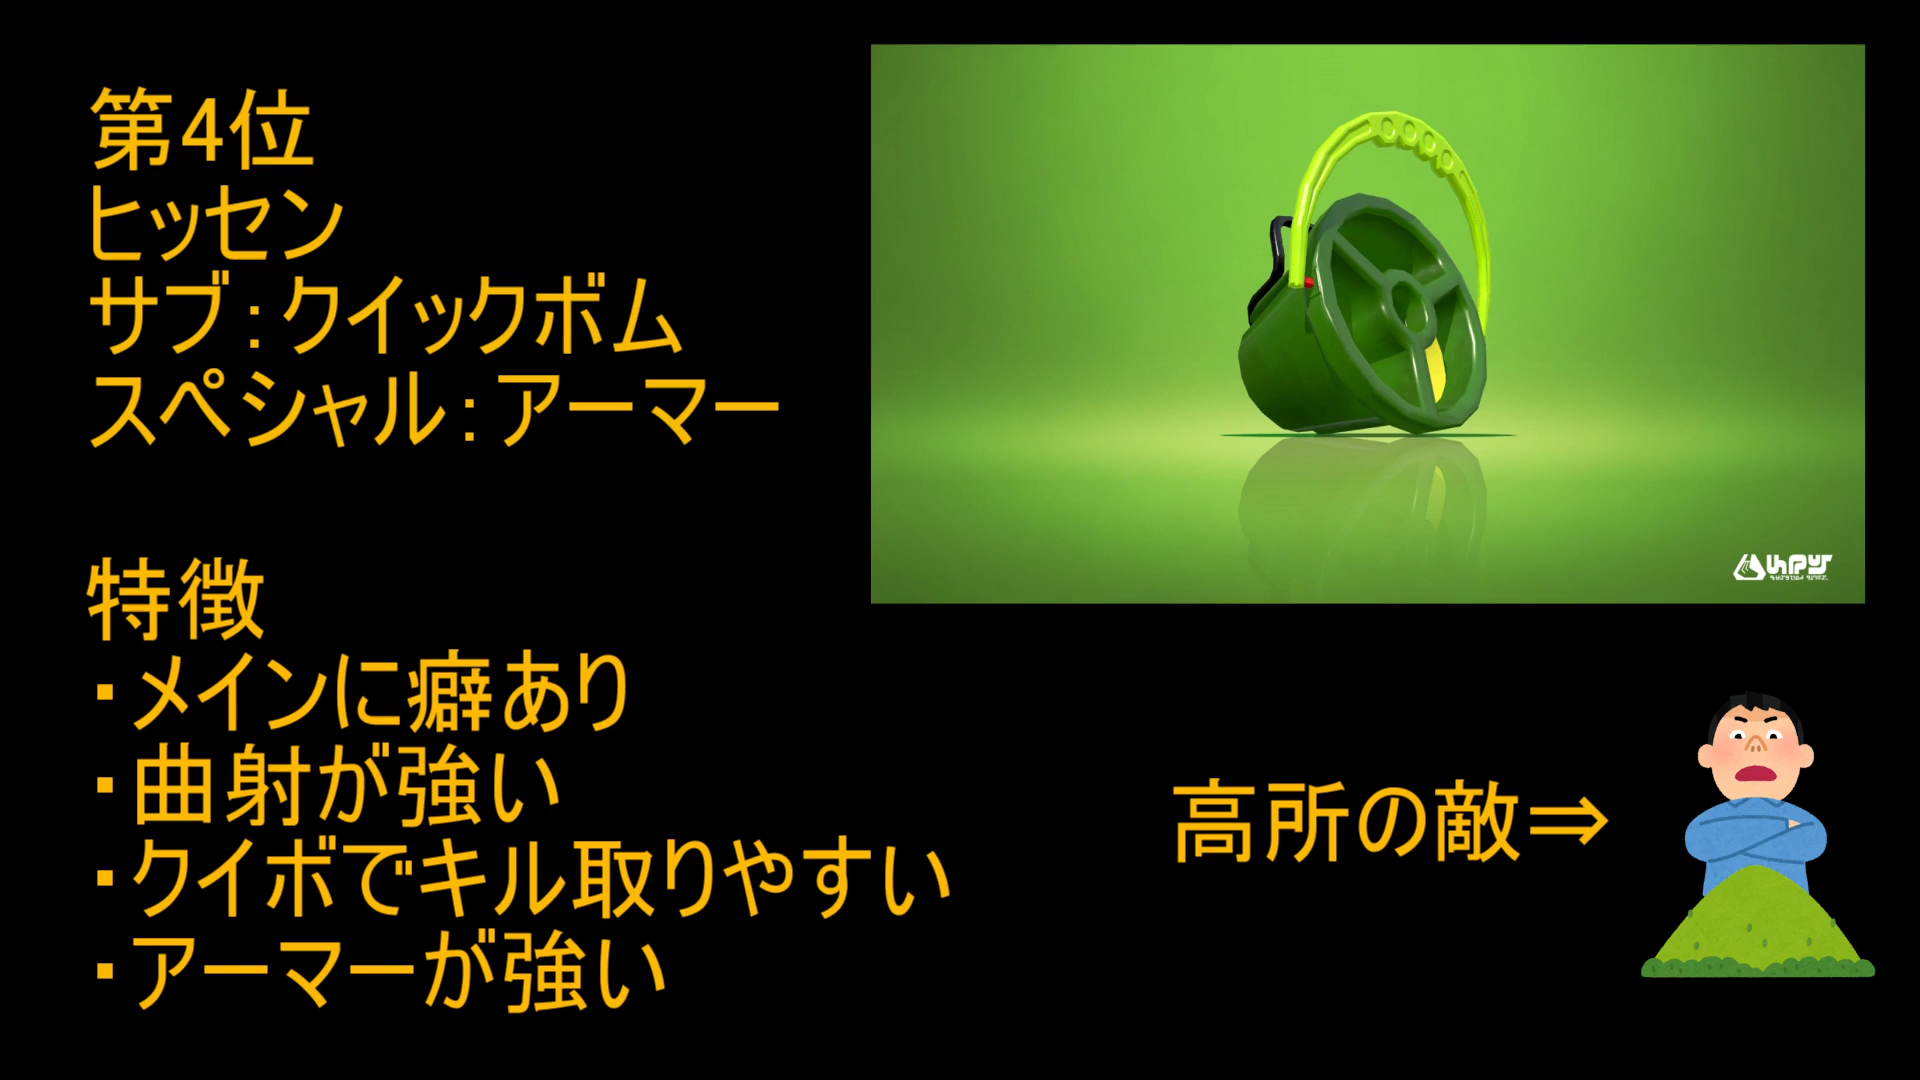 第4位
ヒッセン
サブ:クイックボム
スペシャル:アーマー
特徴
・メインに癖あり
・曲射が強い
・クイボでキル取りやすい
・アーマーが強い
高所の敵⇒